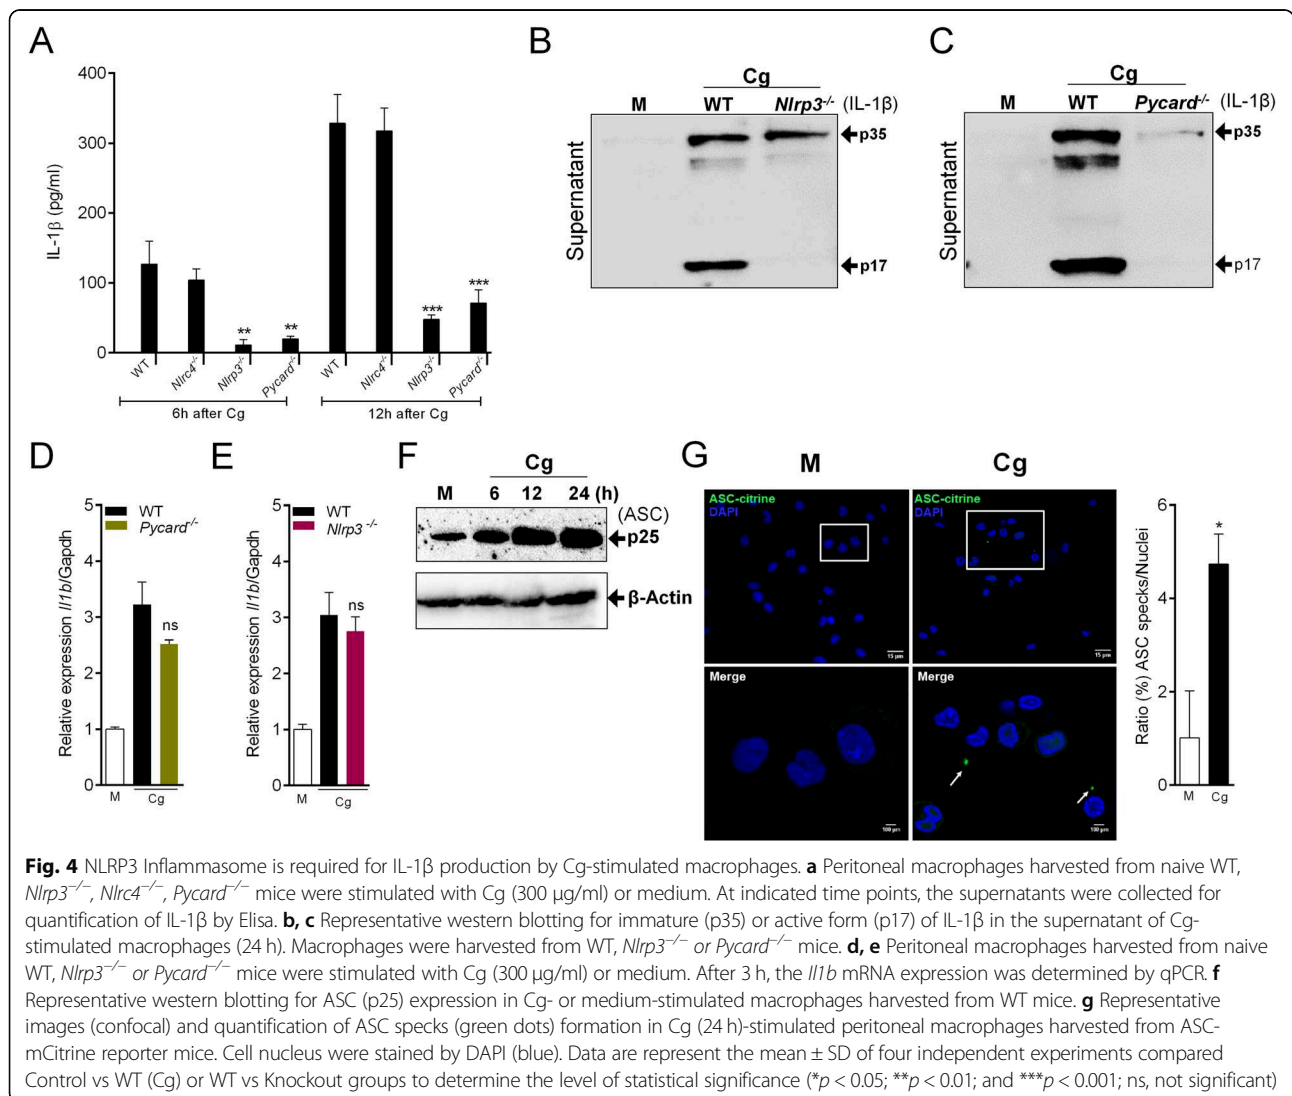 A
400
300
200
100
0
IL-1β (pg/ml)
** ** *** ***
WT Nlrc4-/- Nlrp3-/- Pycard-/- WT Nlrc4-/- Nlrp3-/- Pycard-/-
6h after Cg 12h after Cg
B
Cg
M WT Nlrp3-/- (IL-1β)
Supernatant
p35
p17
C
Cg
M WT Pycard-/- (IL-1β)
Supernatant
p35
p17
D
5
4
3
2
1
0
Relative expression Il1b/Gapdh
WT
Pycard-/-
ns
M Cg
E
5
4
3
2
1
0
Relative expression Il1b/Gapdh
WT
Nlrp3 -/-
ns
M Cg
F
Cg
M 6 12 24 (h)
(ASC)
p25
β-Actin
G
M Cg
ASC-citrine
DAPI
15 µm
ASC-citrine
DAPI
15 µm
Merge
100 µm
Merge
100 µm
6
4
2
0
Ratio (%) ASC specks/Nuclei
*
M Cg
Fig. 4 NLRP3 Inflammasome is required for IL-1β production by Cg-stimulated macrophages. a Peritoneal macrophages harvested from naive WT,
Nlrp3−/−, Nlrc4−/−, Pycard−/− mice were stimulated with Cg (300 μg/ml) or medium. At indicated time points, the supernatants were collected for
quantification of IL-1β by Elisa. b, c Representative western blotting for immature (p35) or active form (p17) of IL-1β in the supernatant of Cg-
stimulated macrophages (24 h). Macrophages were harvested from WT, Nlrp3−/− or Pycard−/− mice. d, e Peritoneal macrophages harvested from naive
WT, Nlrp3−/− or Pycard−/− mice were stimulated with Cg (300 μg/ml) or medium. After 3 h, the Il1b mRNA expression was determined by qPCR. f
Representative western blotting for ASC (p25) expression in Cg- or medium-stimulated macrophages harvested from WT mice. g Representative
images (confocal) and quantification of ASC specks (green dots) formation in Cg (24 h)-stimulated peritoneal macrophages harvested from ASC-
mCitrine reporter mice. Cell nucleus were stained by DAPI (blue). Data are represent the mean ± SD of four independent experiments compared
Control vs WT (Cg) or WT vs Knockout groups to determine the level of statistical significance (*p < 0.05; **p < 0.01; and ***p < 0.001; ns, not significant)